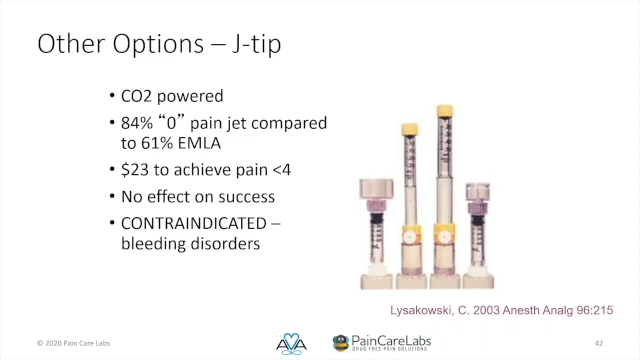 Other Options – J-tip
• CO2 powered
• 84% "0" pain jet compared
to 61% EMLA
• $23 to achieve pain <4
• No effect on success
• CONTRAINDICATED –
bleeding disorders
Lysakowski, C. 2003 Anesth Analg 96:215
© 2020 Pain Care Labs
AVA
PainCareLabs
DRUG FREE PAIN SOLUTIONS
42